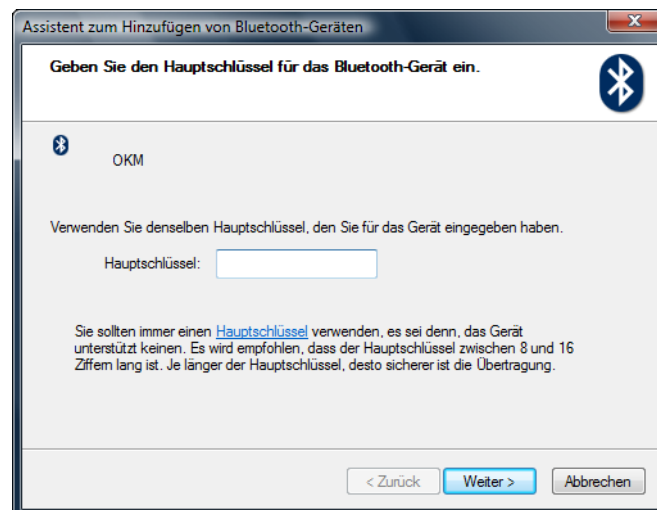 Assistent zum Hinzufügen von Bluetooth-Geräten
Geben Sie den Hauptschlüssel für das Bluetooth-Gerät ein.
OKM
Verwenden Sie denselben Hauptschlüssel, den Sie für das Gerät eingegeben haben.
Hauptschlüssel:
Sie sollten immer einen Hauptschlüssel verwenden, es sei denn, das Gerät
unterstützt keinen. Es wird empfohlen, dass der Hauptschlüssel zwischen 8 und 16
Ziffern lang ist. Je länger der Hauptschlüssel, desto sicherer ist die Übertragung.
< Zurück Weiter > Abbrechen